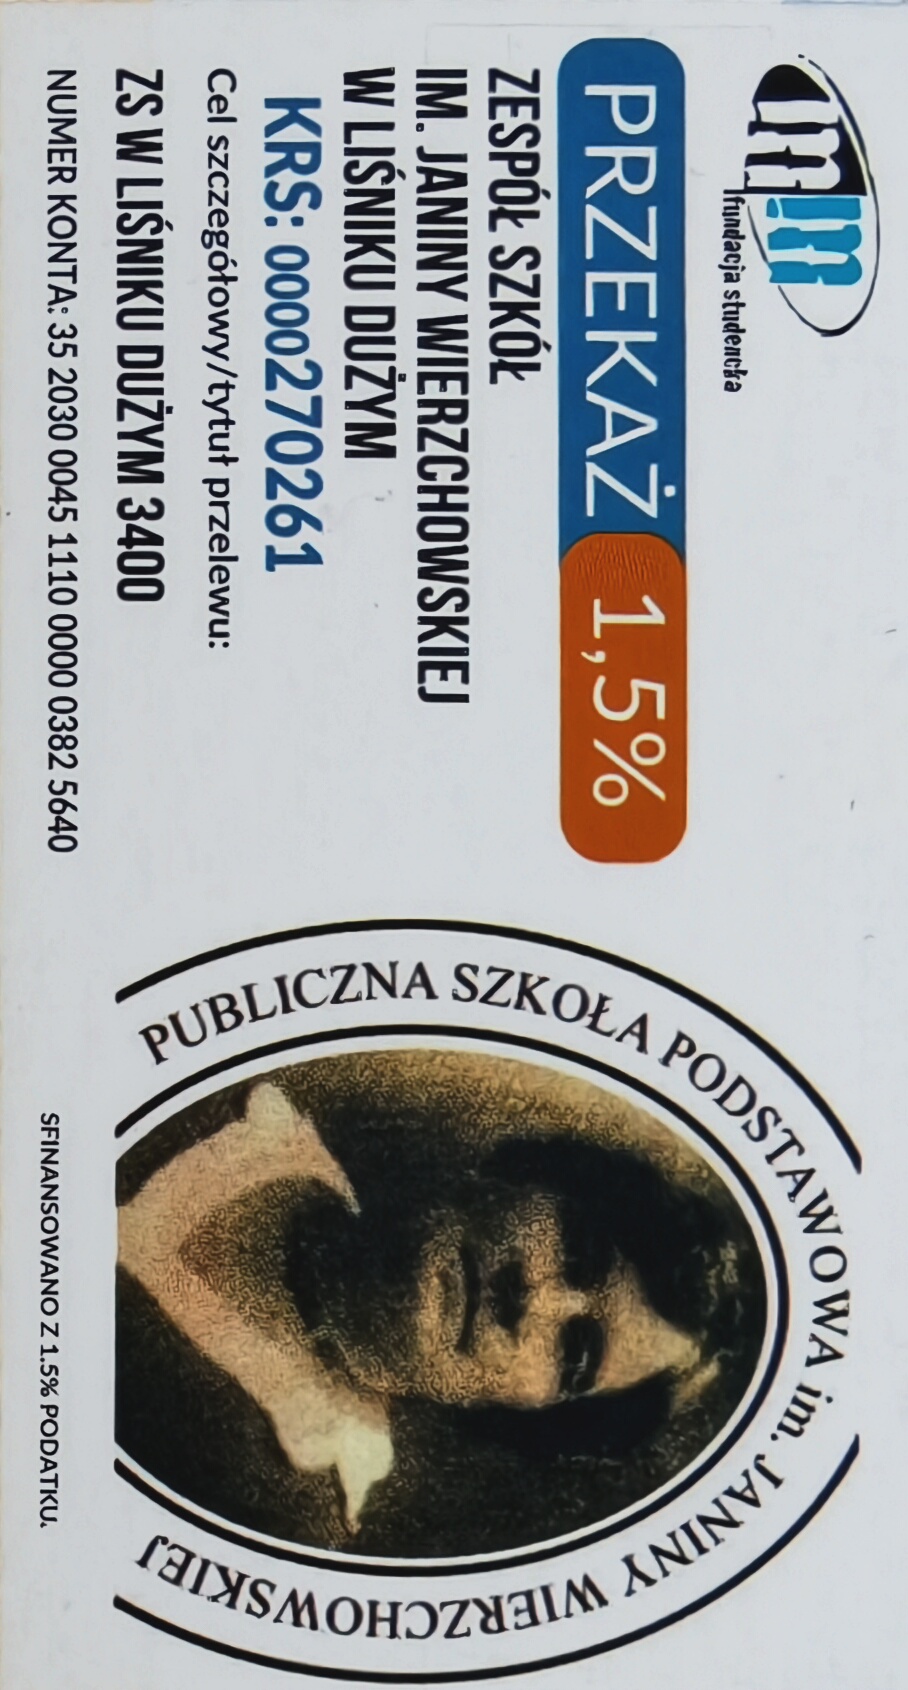 m!m
fundacja studencka
PRZEKAŻ 1,5%
ZESPÓŁ SZKÓŁ
IM. JANINY WIERZCHOWSKIEJ
W LIŚNIKU DUŻYM
KRS: 0000270261
Cel szczegółowy/tytuł przelewu:
ZS W LIŚNIKU DUŻYM 3400
NUMER KONTA: 35 2030 0045 1110 0000 0382 5640
PUBLICZNA SZKOŁA PODSTAWOWA im. JANINY WIERZCHOWSKIEJ
SFINANSOWANO Z 1.5% PODATKU.